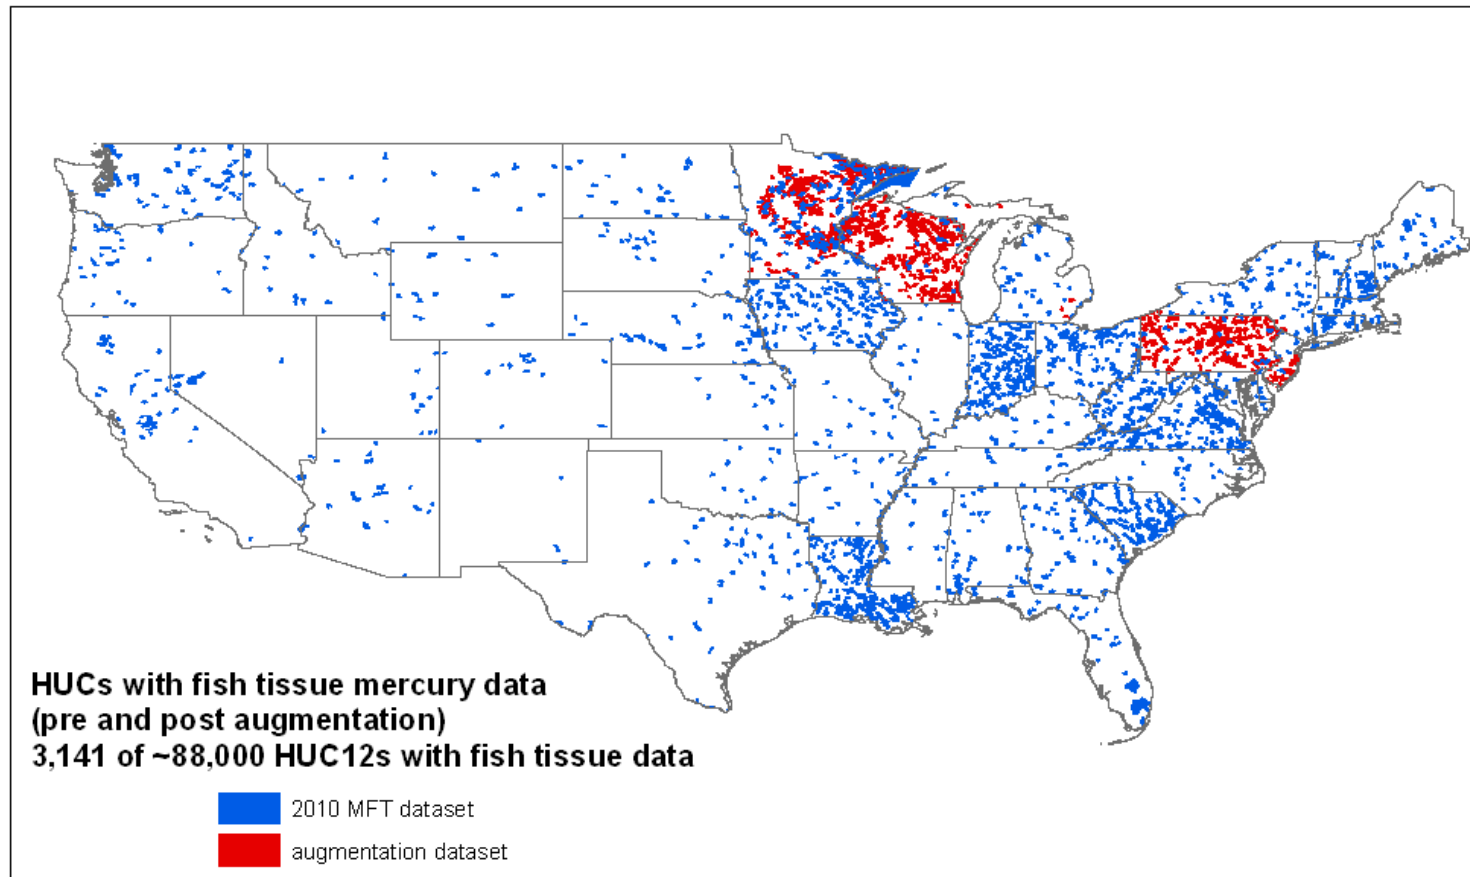 HUCs with fish tissue mercury data
(pre and post augmentation)
3,141 of ~88,000 HUC12s with fish tissue data
2010 MFT dataset
augmentation dataset